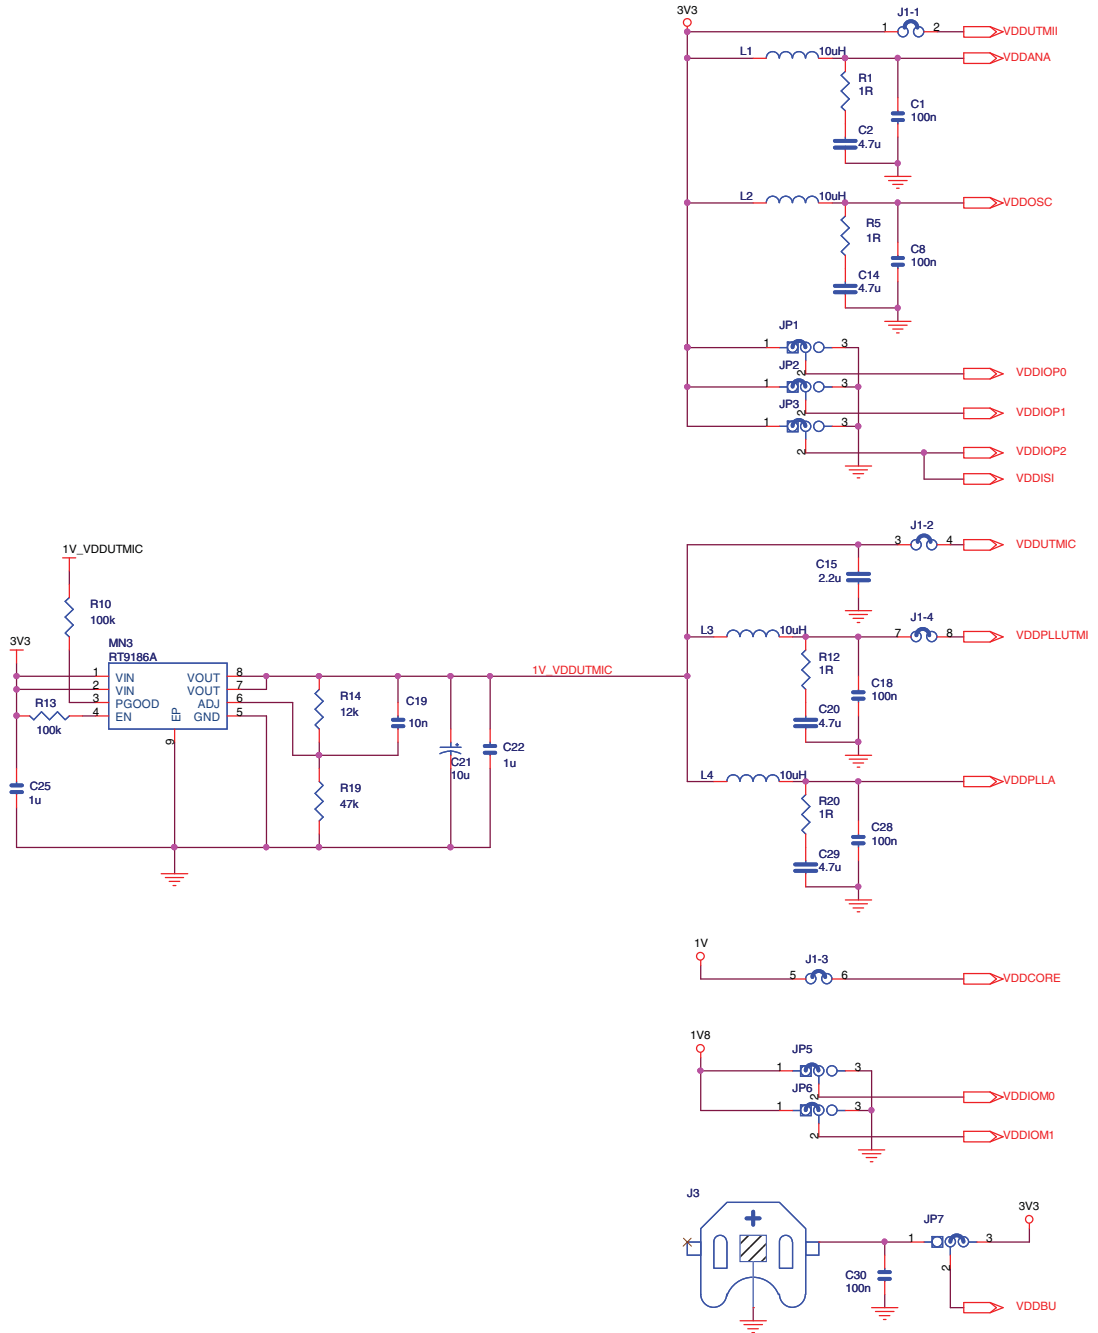 3V3
J1-1
1
2
VDDUTMII
L1
10uH
VDDANA
R1
1R
C1
100n
C2
4.7u
L2
10uH
VDDOSC
R5
1R
C8
100n
C14
4.7u
JP1
1
3
2
VDDIOP0
JP2
1
3
2
VDDIOP1
JP3
1
3
2
VDDIOP2
VDDISI
J1-2
3
4
VDDUTMIC
C15
2.2u
J1-4
L3
10uH
7
8
VDDPLLUTMI
R12
1R
C18
100n
C20
4.7u
L4
10uH
VDDPLLA
R20
1R
C28
100n
C29
4.7u
1V_VDDUTMIC
R10
100k
3V3
MN3
RT9186A
1
VIN
VOUT
8
2
VIN
VOUT
7
3
PGOOD
ADJ
6
4
EN
GND
5
EP
9
R13
100k
C25
1u
R14
12k
C19
10n
R19
47k
C21
10u
C22
1u
1V_VDDUTMIC
1V
J1-3
5
6
VDDCORE
1V8
JP5
1
3
2
VDDIOM0
JP6
1
3
2
VDDIOM1
J3
JP7
3V3
1
3
2
C30
100n
VDDBU